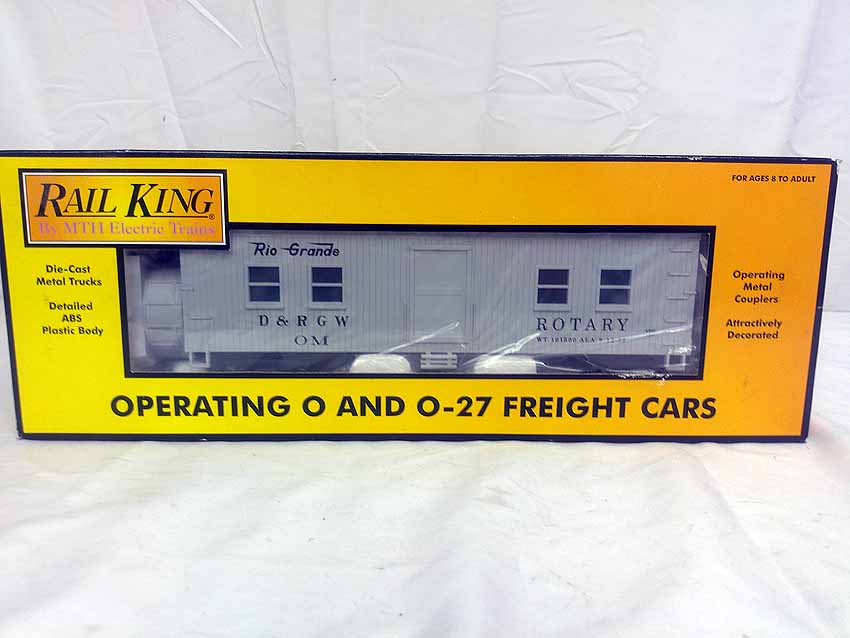 RAIL KING®
By MTH Electric Trains
FOR AGES 8 TO ADULT
Die-Cast
Metal Trucks
Detailed
ABS
Plastic Body
Rio Grande
D & R G W
OM
ROTARY
Operating
Metal
Couplers
Attractively
Decorated
OPERATING O AND O-27 FREIGHT CARS